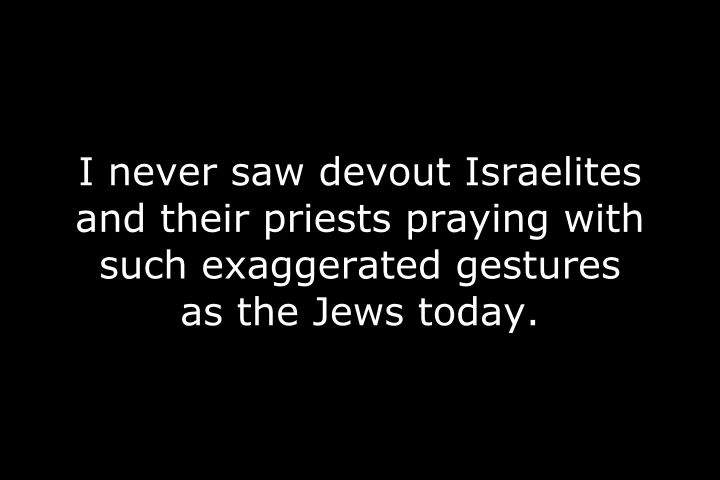 I never saw devout Israelites
and their priests praying with
such exaggerated gestures
as the Jews today.